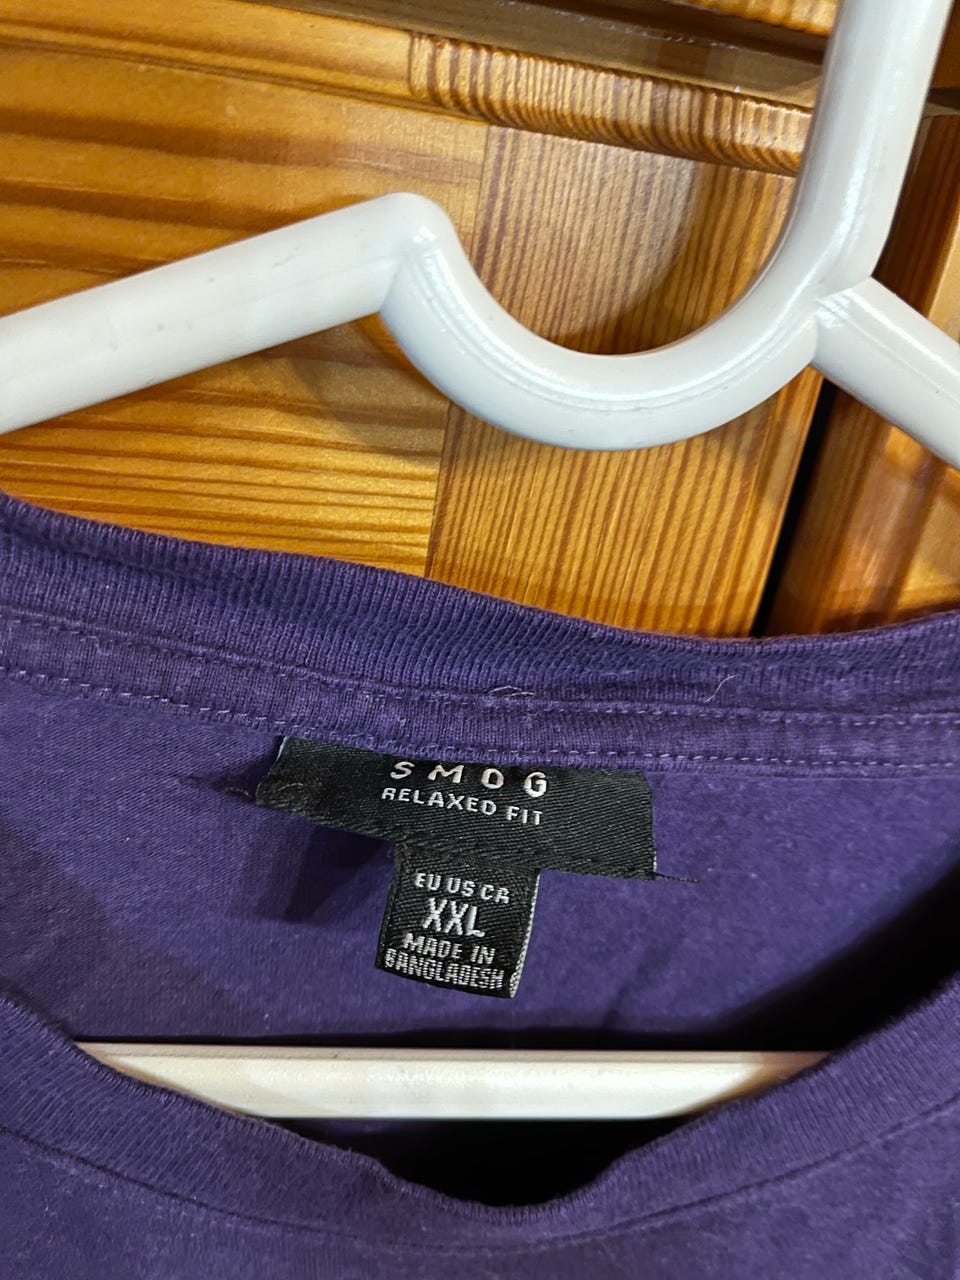 SMOG
RELAXED FIT
EU US CA
XXL
MADE IN
BANGLADESH